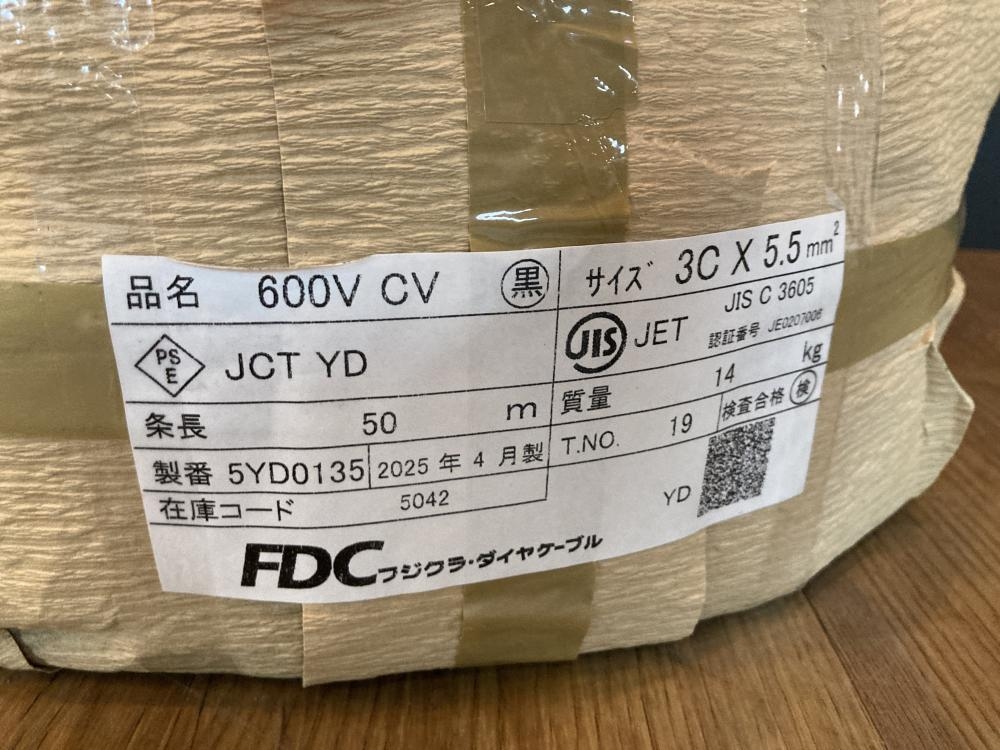 品名 600V CV 黒
サイズ 3C X 5.5mm²
PS E JCT YD
JIS JET JIS C 3605
認証番号 JE0207006
条長 50 m
質量 14 kg
製番 5YD0135 2025 年 4 月製
T.NO. 19 検査合格 検
在庫コード 5042
YD
FDC フジクラ・ダイヤケーブル